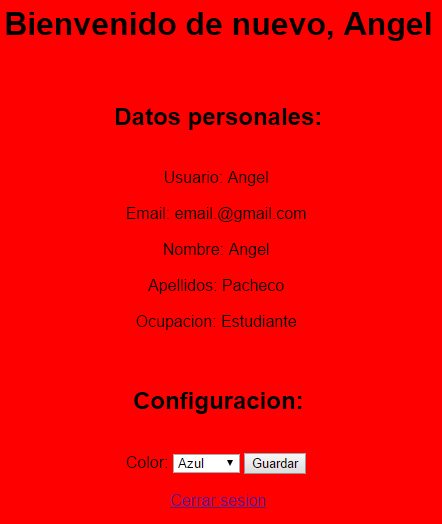 Bienvenido de nuevo, Angel
Datos personales:
Usuario: Angel
Email: email.@gmail.com
Nombre: Angel
Apellidos: Pacheco
Ocupacion: Estudiante
Configuracion:
Color: Azul Guardar
Cerrar sesion